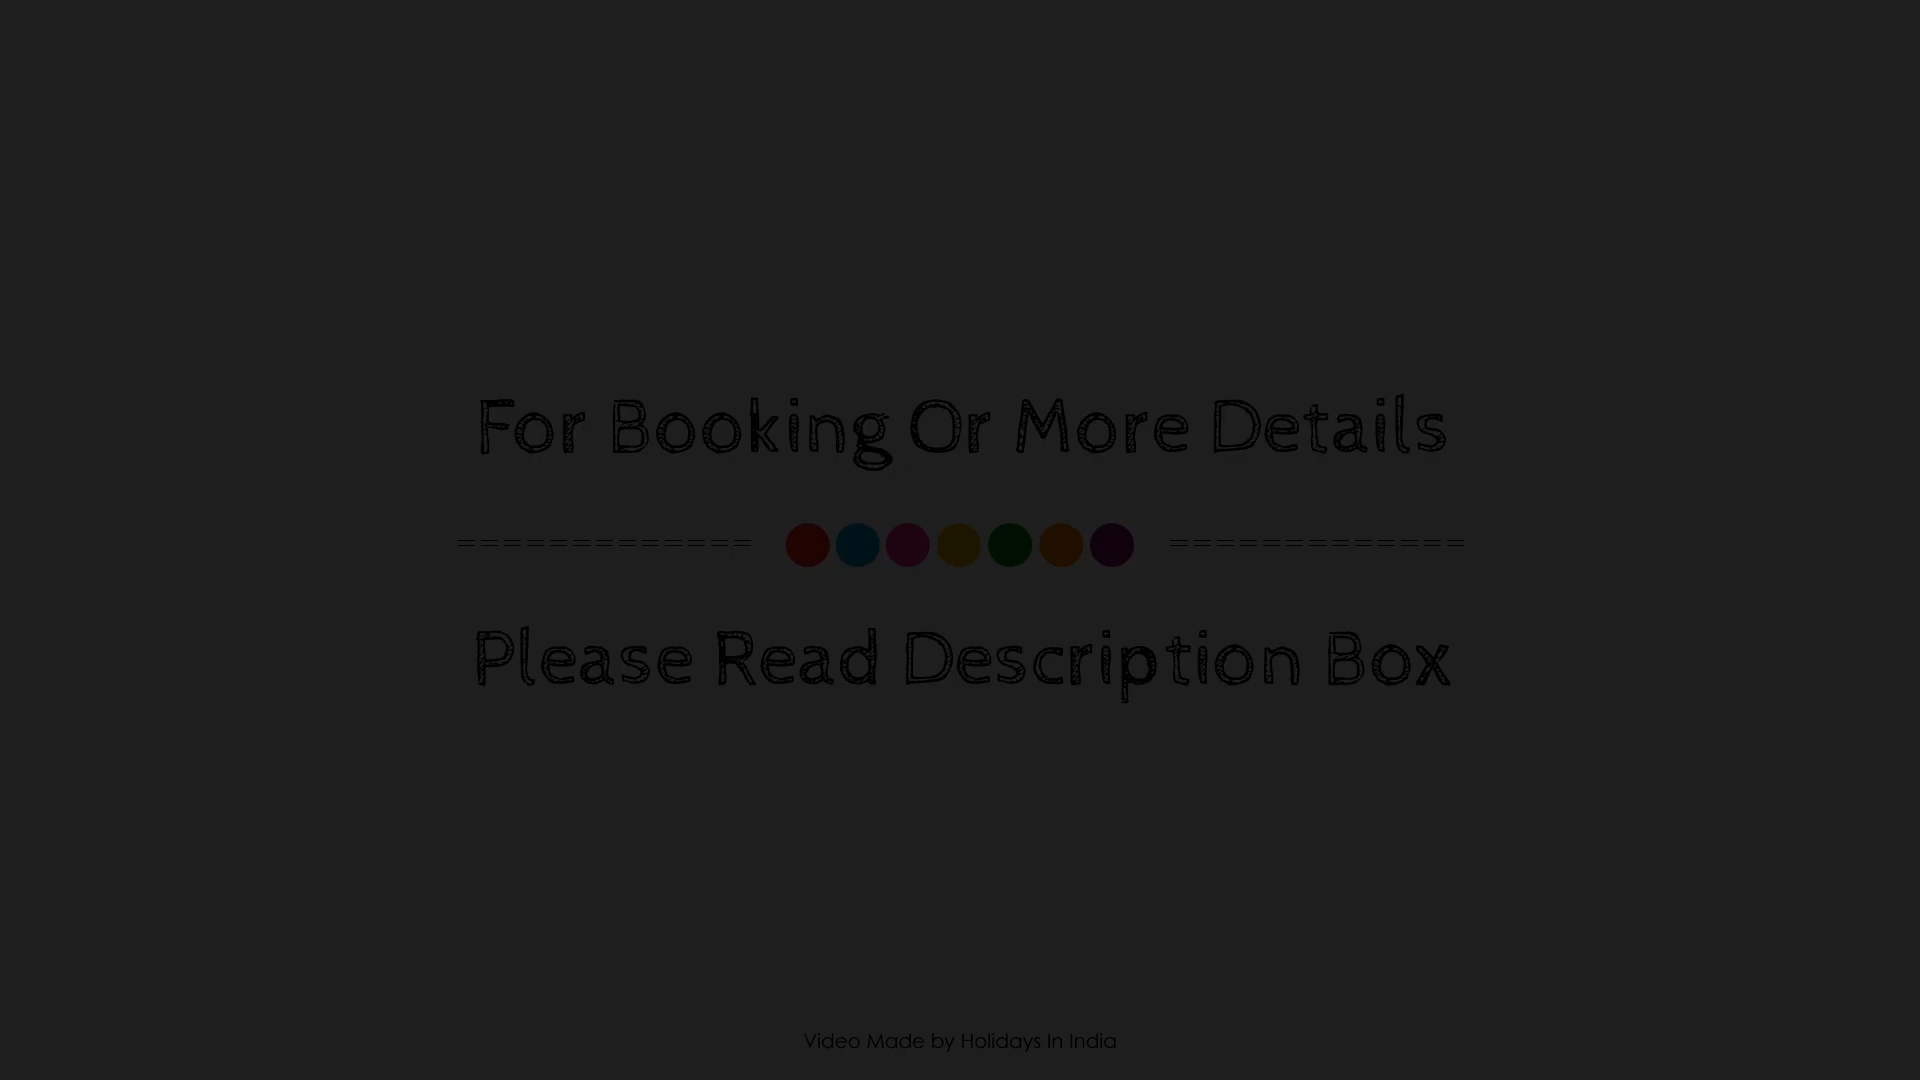 For Booking Or More Details
============= =============
Please Read Description Box
Video Made by Holidays In India